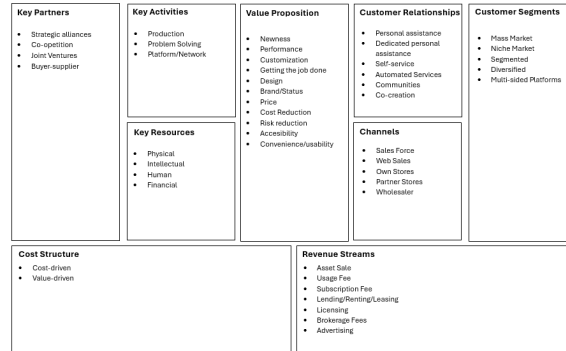 Key Partners
Strategic alliances
Co-opetition
Joint Ventures
Buyer-supplier
Key Activities
Production
Problem Solving
Platform/Network
Key Resources
Physical
Intellectual
Human
Financial
Value Proposition
Newness
Performance
Customization
Getting the job done
Design
Brand/Status
Price
Cost Reduction
Risk reduction
Accesibility
Convenience/usability
Customer Relationships
Personal assistance
Dedicated personal
assistance
Self-service
Automated Services
Communities
Co-creation
Channels
Sales Force
Web Sales
Own Stores
Partner Stores
Wholesaler
Customer Segments
Mass Market
Niche Market
Segmented
Diversified
Multi-sided Platforms
Cost Structure
Cost-driven
Value-driven
Revenue Streams
Asset Sale
Usage Fee
Subscription Fee
Lending/Renting/Leasing
Licensing
Brokerage Fees
Advertising